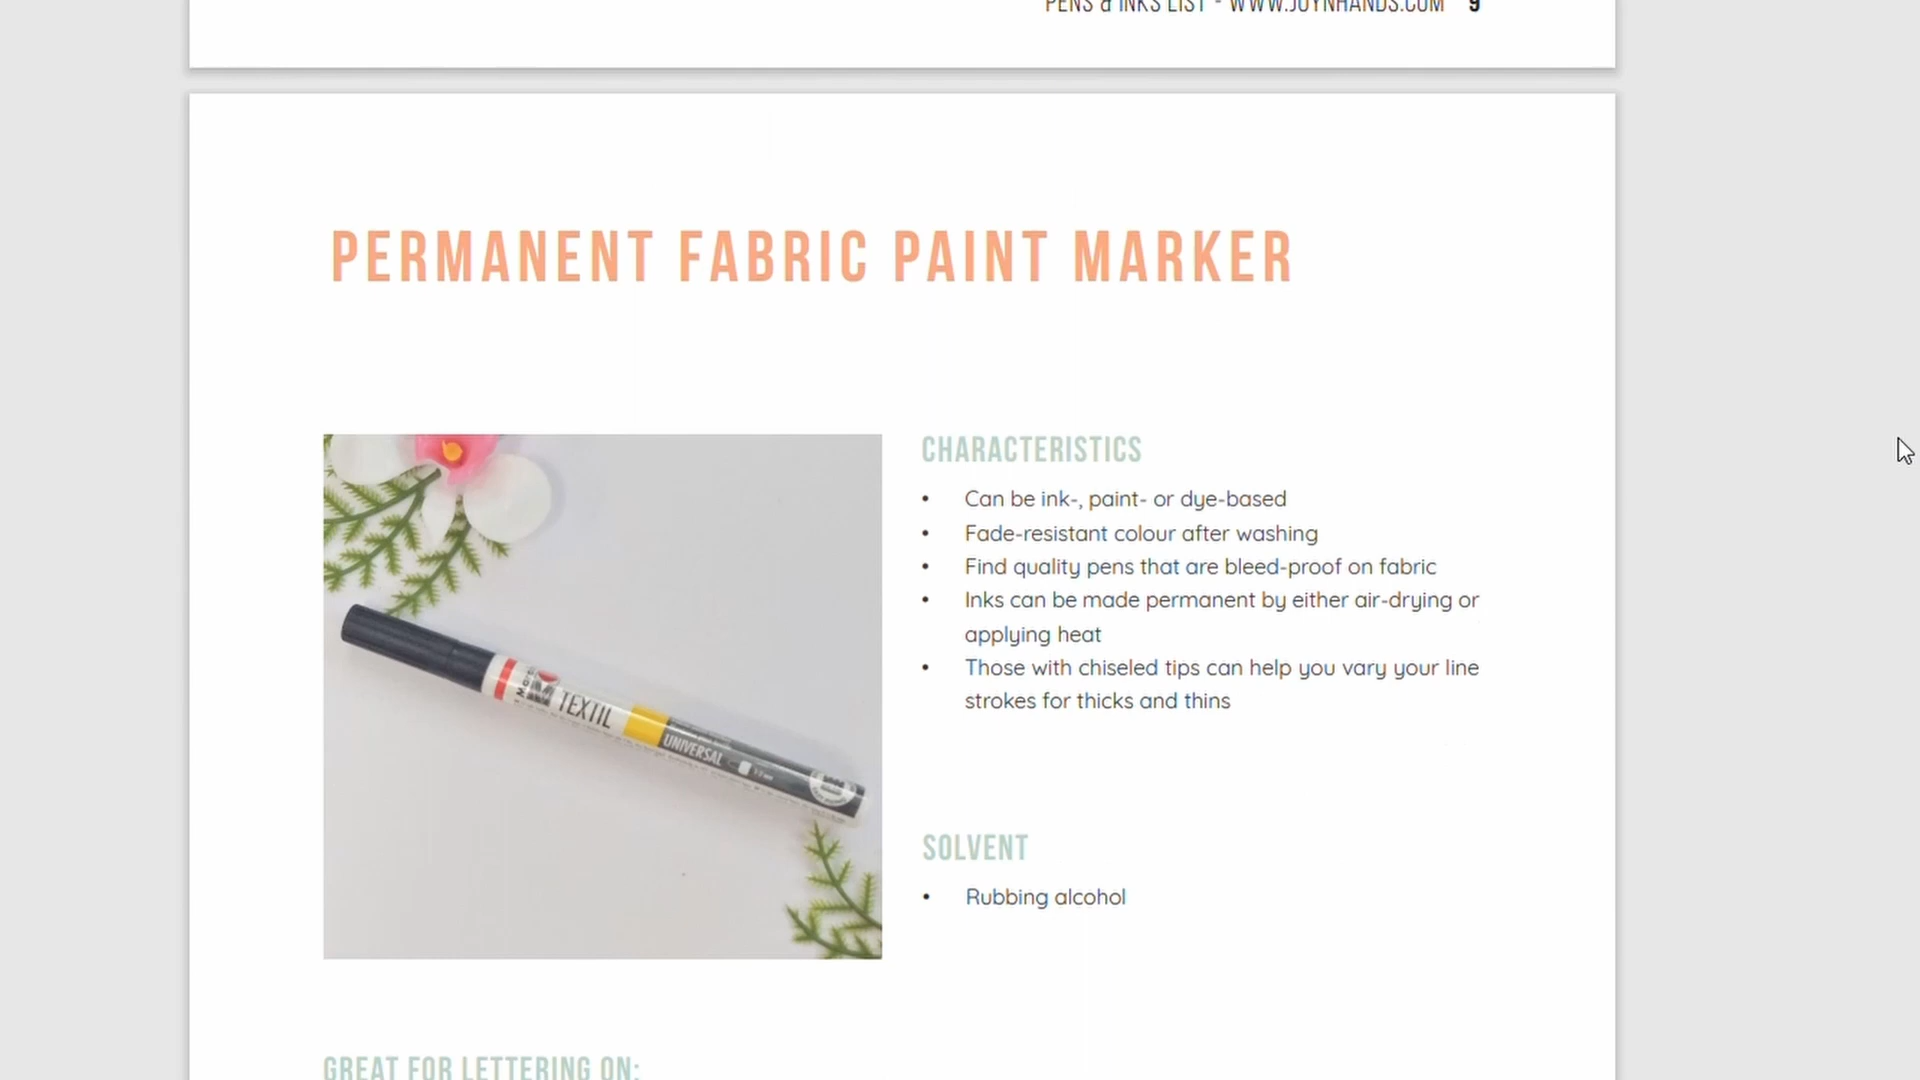 PENS & INKS LIST - WWW.JOYNHANDS.COM 9
PERMANENT FABRIC PAINT MARKER
TEXTIL
UNIVERSAL
CHARACTERISTICS
• Can be ink-, paint- or dye-based
• Fade-resistant colour after washing
• Find quality pens that are bleed-proof on fabric
• Inks can be made permanent by either air-drying or
applying heat
• Those with chiseled tips can help you vary your line
strokes for thicks and thins
SOLVENT
• Rubbing alcohol
GREAT FOR LETTERING ON: